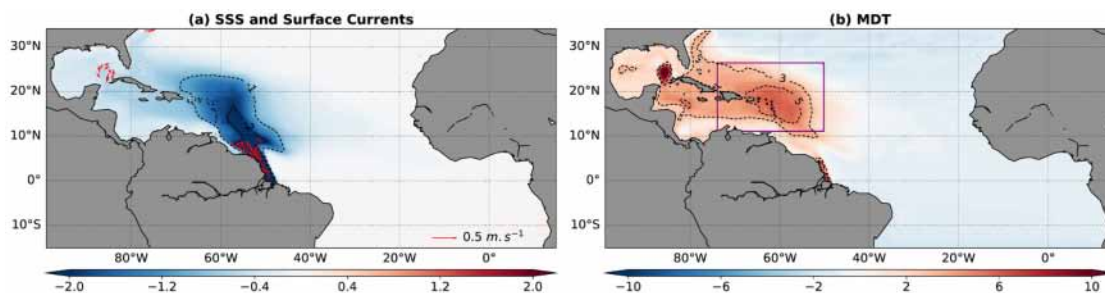 (a) SSS and Surface Currents
(b) MDT
30°N
20°N
10°N
0°
10°S
80°W 60°W 40°W 20°W 0°
0.5 m.s⁻¹
−2.0 −1.2 −0.4 0.4 1.2 2.0
30°N
20°N
10°N
0°
10°S
3
80°W 60°W 40°W 20°W 0°
−10 −6 −2 2 6 10